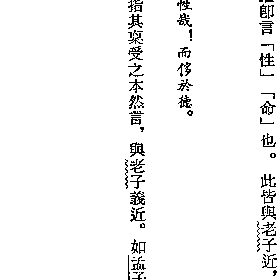 卽言「性」「命」也。此皆與老子近，
性哉！而侈於德。
指其稟受之本然言，與老子義近。如孟子